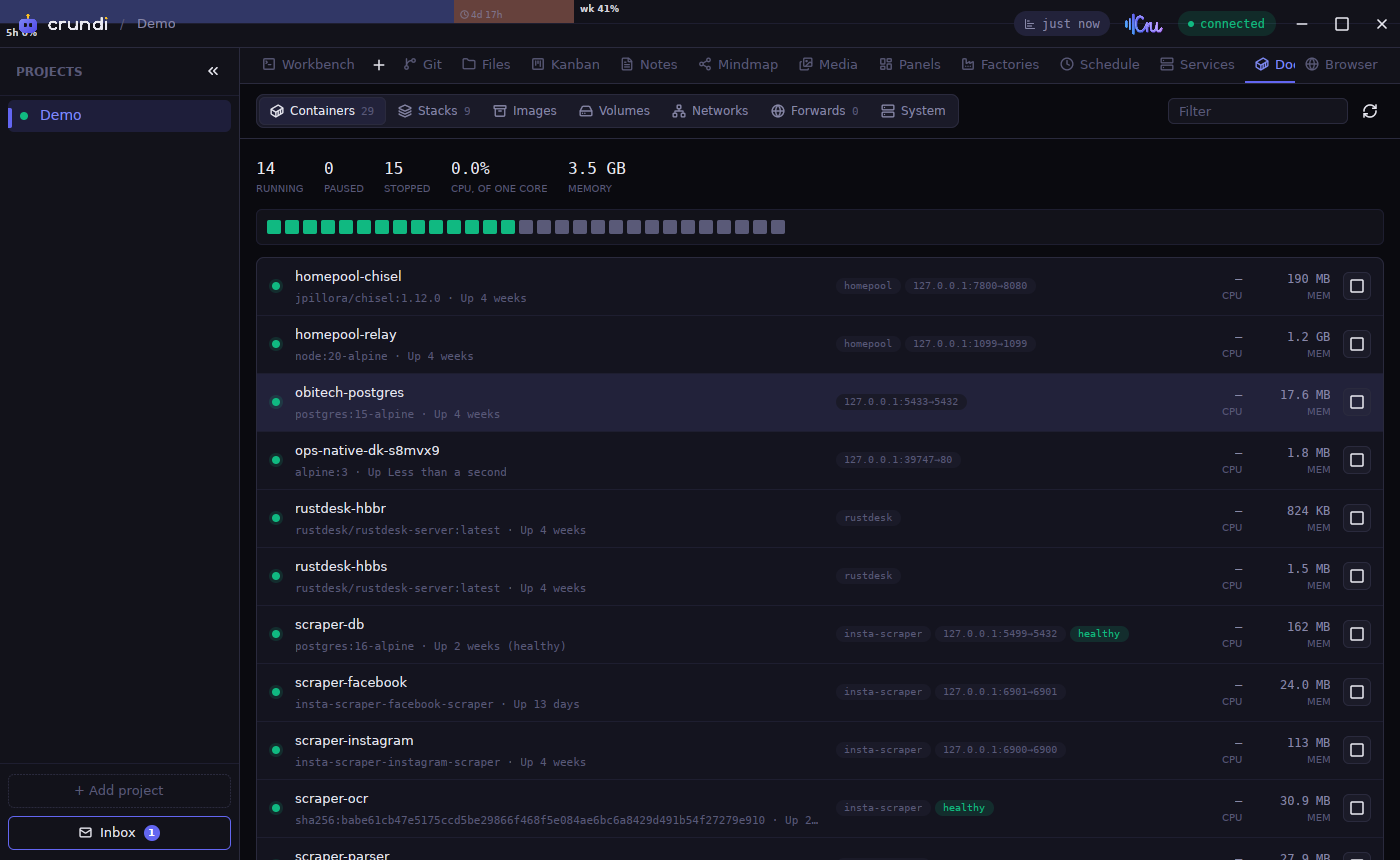 4d 17h
wk 41%
crundi / Demo
just now
Cru
connected
PROJECTS
Workbench
Git
Files
Kanban
Notes
Mindmap
Media
Panels
Factories
Schedule
Services
Browser
Demo
Containers 29
Stacks 9
Images
Volumes
Networks
Forwards 0
System
Filter
14
0
15
0.0%
3.5 GB
RUNNING
PAUSED
STOPPED
CPU, OF ONE CORE
MEMORY
homepool-chisel
jpillora/chisel:1.12.0 · Up 4 weeks
homepool 127.0.0.1:7800→8080
— CPU
190 MB MEM
homepool-relay
node:20-alpine · Up 4 weeks
homepool 127.0.0.1:1099→1099
— CPU
1.2 GB MEM
obitech-postgres
postgres:15-alpine · Up 4 weeks
127.0.0.1:5433→5432
— CPU
17.6 MB MEM
ops-native-dk-s8mvx9
alpine:3 · Up Less than a second
127.0.0.1:39747→80
— CPU
1.8 MB MEM
rustdesk-hbbr
rustdesk/rustdesk-server:latest · Up 4 weeks
rustdesk
— CPU
824 KB MEM
rustdesk-hbbs
rustdesk/rustdesk-server:latest · Up 4 weeks
rustdesk
— CPU
1.5 MB MEM
scraper-db
postgres:16-alpine · Up 2 weeks (healthy)
insta-scraper 127.0.0.1:5499→5432 healthy
— CPU
162 MB MEM
scraper-facebook
insta-scraper-facebook-scraper · Up 13 days
insta-scraper 127.0.0.1:6901→6901
— CPU
24.0 MB MEM
scraper-instagram
insta-scraper-instagram-scraper · Up 4 weeks
insta-scraper 127.0.0.1:6900→6900
— CPU
113 MB MEM
scraper-ocr
sha256:babe61cb47e5175ccd5be29866f468f5e084ae6bc6a8429d491b54f27279e910 · Up 2…
insta-scraper healthy
— CPU
30.9 MB MEM
scraper-parser
27.9 MB
+ Add project
Inbox 1